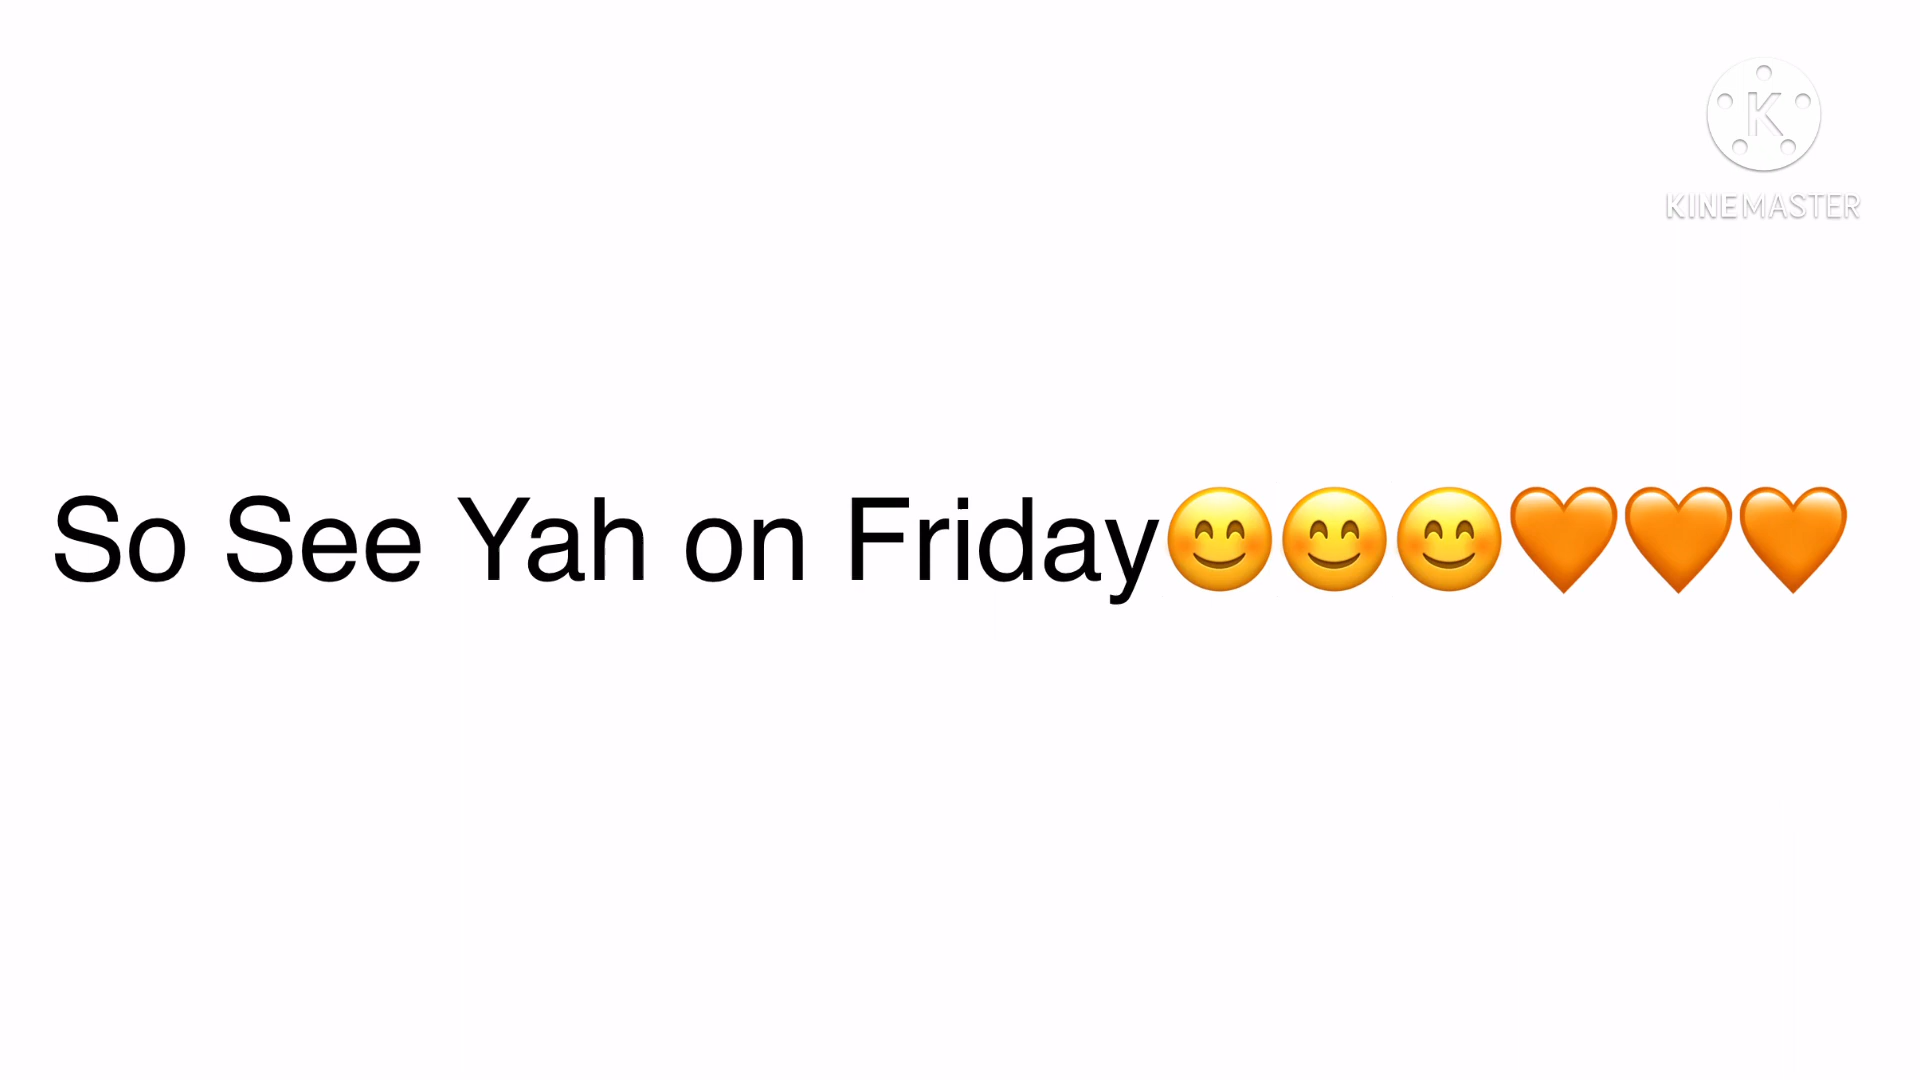 K
KINEMASTER
So See Yah on Friday😊😊😊🧡🧡🧡